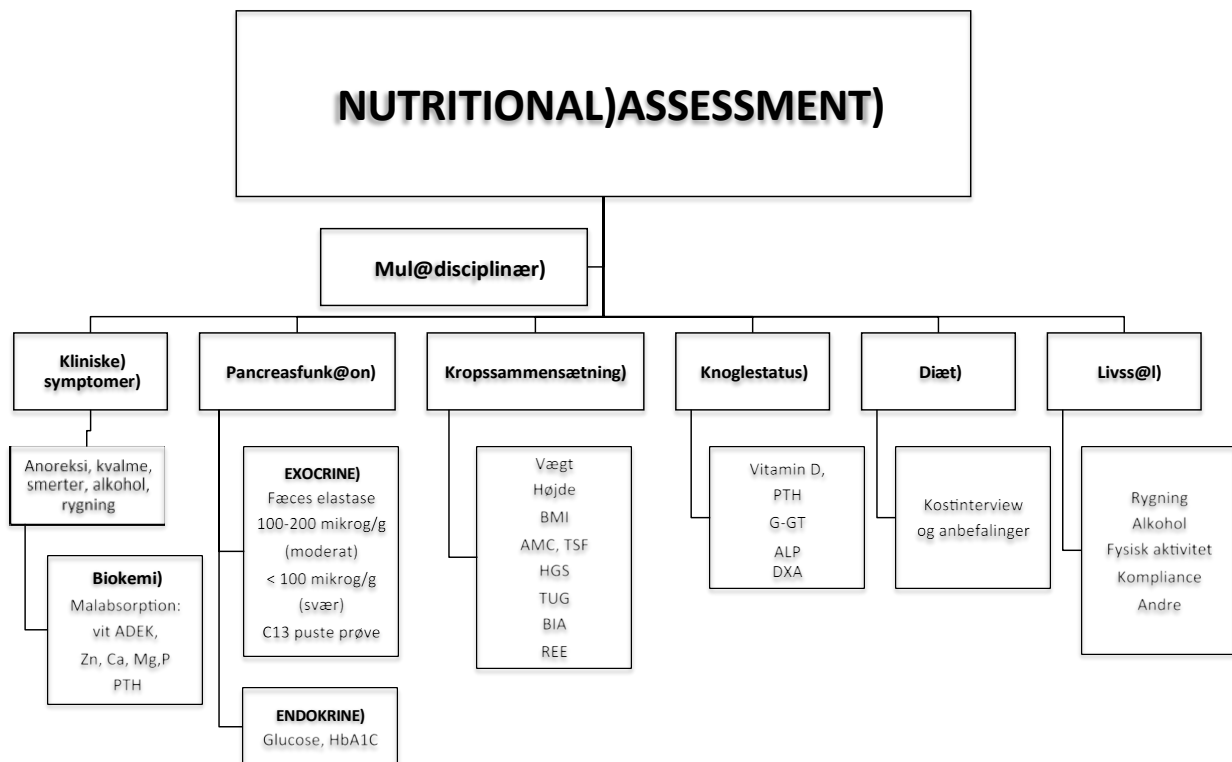 NUTRITIONAL)ASSESSMENT)
Mul@disciplinær)
Kliniske)
symptomer)
Anoreksi, kvalme,
smerter, alkohol,
rygning
Biokemi)
Malabsorption:
vit ADEK,
Zn, Ca, Mg,P
PTH
Pancreasfunk@on)
EXOCRINE)
Fæces elastase
100-200 mikrog/g
(moderat)
< 100 mikrog/g
(svær)
C13 puste prøve
ENDOKRINE)
Glucose, HbA1C
Kropssammensætning)
Vægt
Højde
BMI
AMC, TSF
HGS
TUG
BIA
REE
Knoglestatus)
Vitamin D,
PTH
G-GT
ALP
DXA
Diæt)
Kostinterview
og anbefalinger
Livss@l)
Rygning
Alkohol
Fysisk aktivitet
Kompliance
Andre